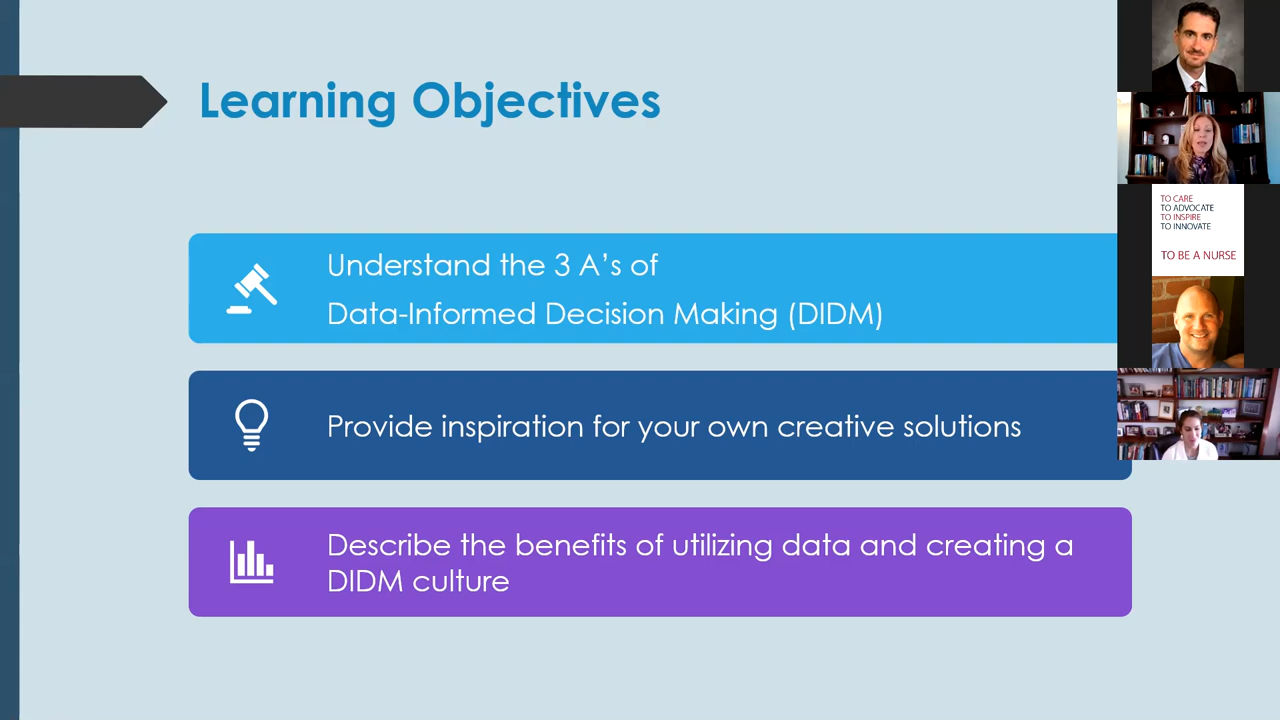 Learning Objectives
Understand the 3 A’s of
Data-Informed Decision Making (DIDM)
Provide inspiration for your own creative solutions
Describe the benefits of utilizing data and creating a
DIDM culture
TO CARE
TO ADVOCATE
TO INSPIRE
TO INNOVATE
TO BE A NURSE